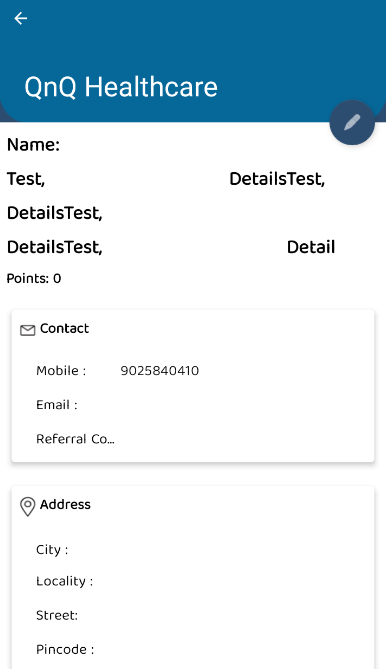 QnQ Healthcare
Name:
Test, DetailsTest,
DetailsTest,
DetailsTest, Detail
Points: 0
Contact
Mobile : 9025840410
Email :
Referral Co...
Address
City :
Locality :
Street:
Pincode :